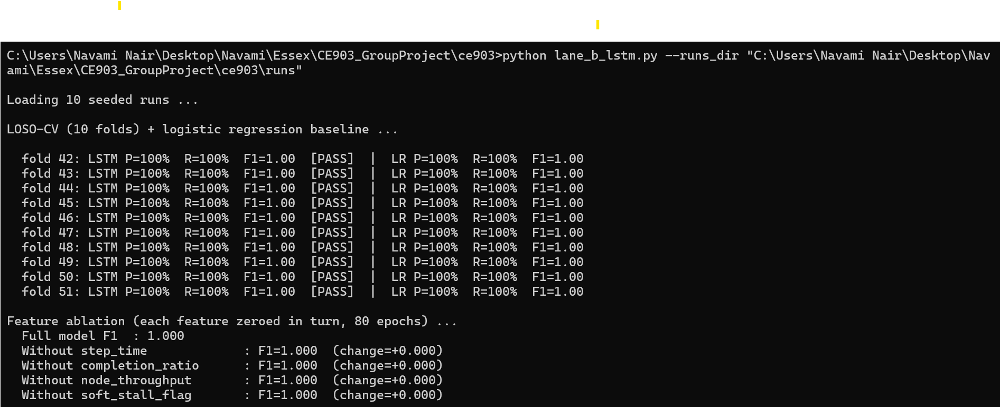 C:\Users\Navami Nair\Desktop\Navami\Essex\CE903_GroupProject\ce903>python lane_b_lstm.py --runs_dir "C:\Users\Navami Nair\Desktop\Nav
ami\Essex\CE903_GroupProject\ce903\runs"
Loading 10 seeded runs ...
LOSO-CV (10 folds) + logistic regression baseline ...
fold 42: LSTM P=100%  R=100%  F1=1.00  [PASS]  |  LR P=100%  R=100%  F1=1.00
fold 43: LSTM P=100%  R=100%  F1=1.00  [PASS]  |  LR P=100%  R=100%  F1=1.00
fold 44: LSTM P=100%  R=100%  F1=1.00  [PASS]  |  LR P=100%  R=100%  F1=1.00
fold 45: LSTM P=100%  R=100%  F1=1.00  [PASS]  |  LR P=100%  R=100%  F1=1.00
fold 46: LSTM P=100%  R=100%  F1=1.00  [PASS]  |  LR P=100%  R=100%  F1=1.00
fold 47: LSTM P=100%  R=100%  F1=1.00  [PASS]  |  LR P=100%  R=100%  F1=1.00
fold 48: LSTM P=100%  R=100%  F1=1.00  [PASS]  |  LR P=100%  R=100%  F1=1.00
fold 49: LSTM P=100%  R=100%  F1=1.00  [PASS]  |  LR P=100%  R=100%  F1=1.00
fold 50: LSTM P=100%  R=100%  F1=1.00  [PASS]  |  LR P=100%  R=100%  F1=1.00
fold 51: LSTM P=100%  R=100%  F1=1.00  [PASS]  |  LR P=100%  R=100%  F1=1.00
Feature ablation (each feature zeroed in turn, 80 epochs) ...
Full model F1  : 1.000
Without step_time             : F1=1.000  (change=+0.000)
Without completion_ratio      : F1=1.000  (change=+0.000)
Without node_throughput       : F1=1.000  (change=+0.000)
Without soft_stall_flag       : F1=1.000  (change=+0.000)